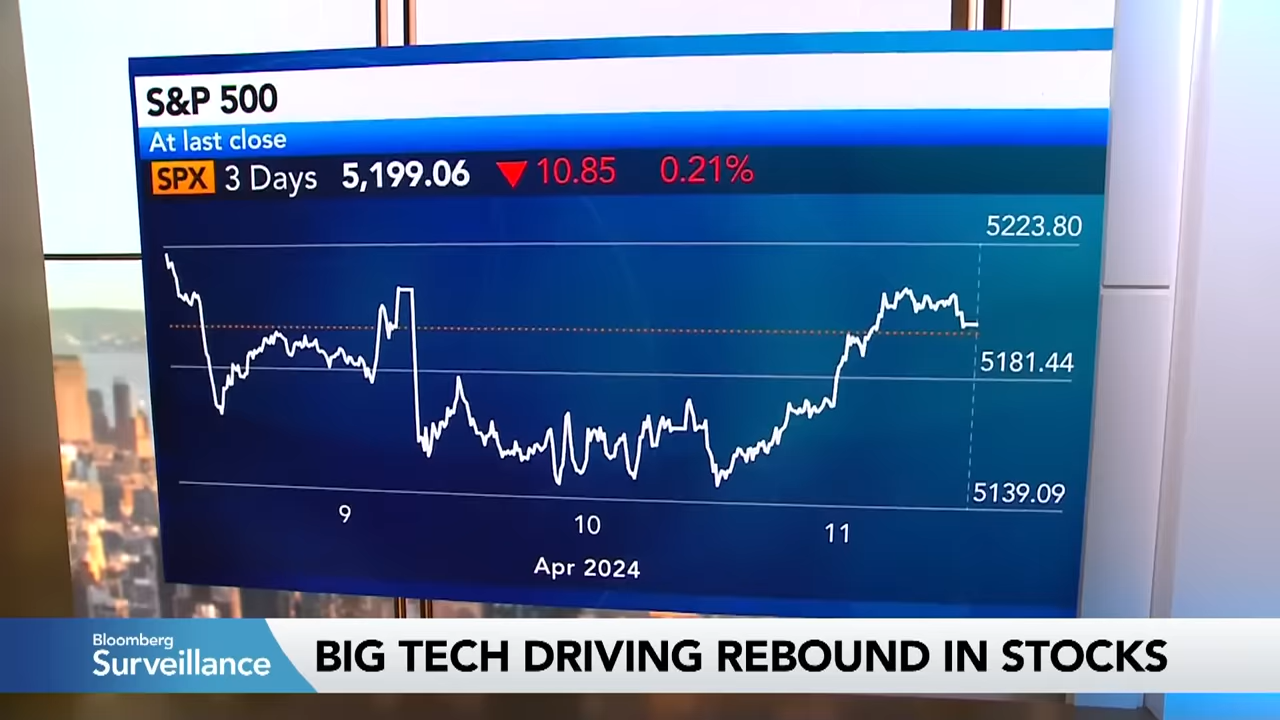 S&P 500
At last close
SPX 3 Days 5,199.06 ▼ 10.85 0.21%
5223.80
5181.44
5139.09
9 10 11
Apr 2024
Bloomberg
Surveillance
BIG TECH DRIVING REBOUND IN STOCKS